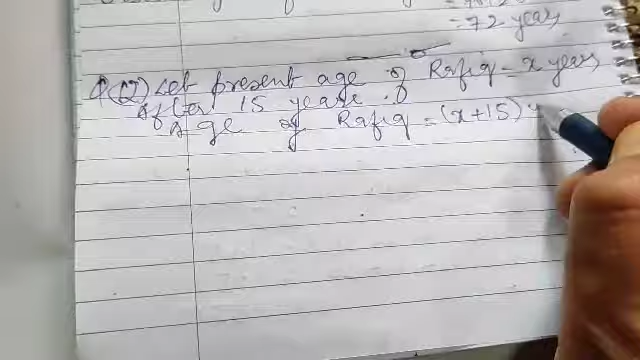 = 72 years
Q(2) Let present age of Rafiq = x years
After 15 years
Age of Rafiq = (x+15) y